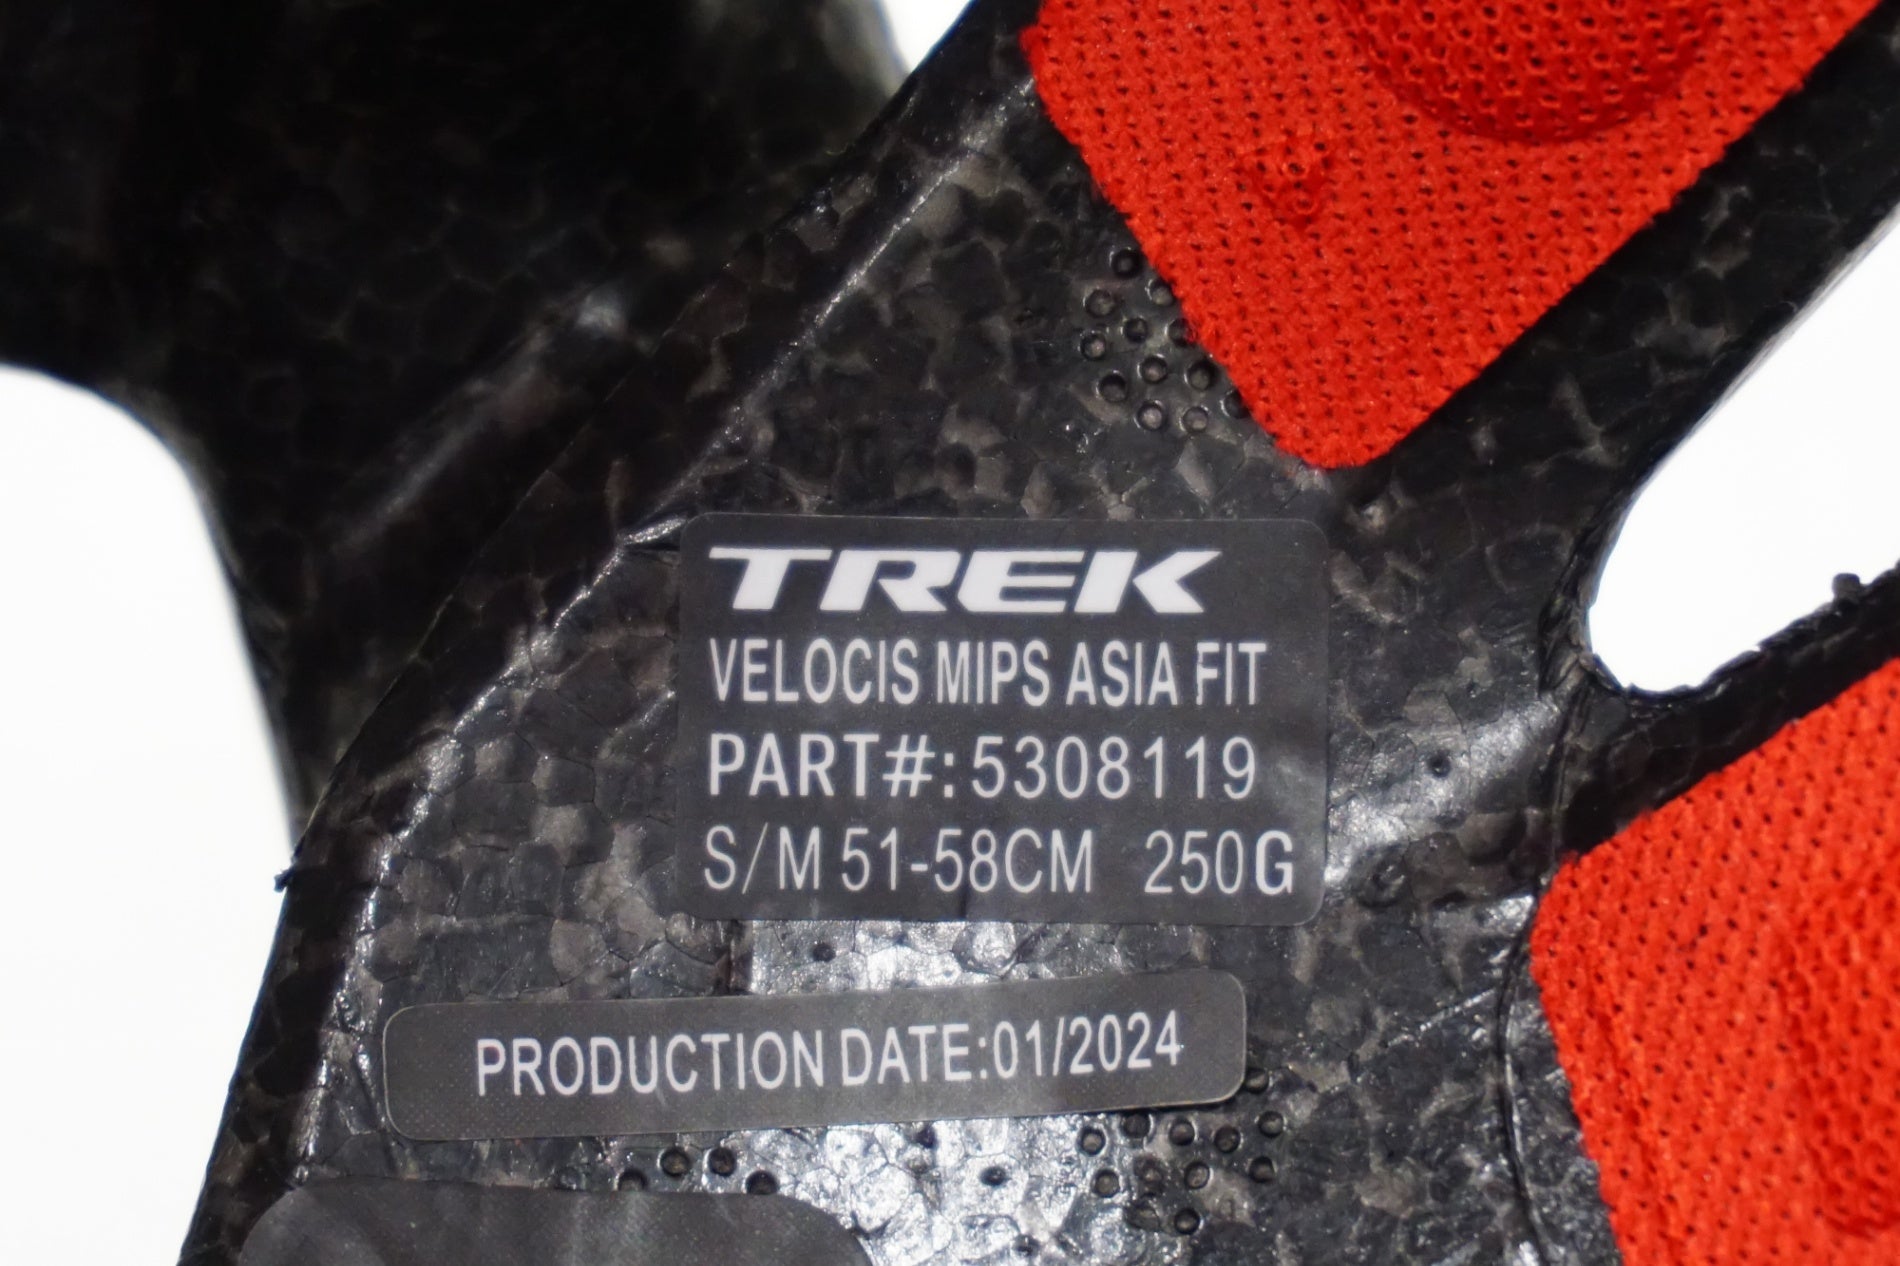 TREK
VELOCIS MIPS ASIA FIT
PART#:5308119
S/M 51-58CM 250G
PRODUCTION DATE:01/2024